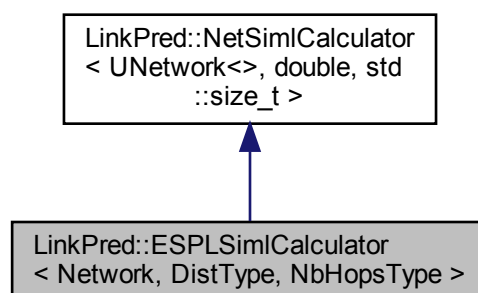 LinkPred::NetSimlCalculator
< UNetwork<>, double, std
::size_t >
LinkPred::ESPLSimlCalculator
< Network, DistType, NbHopsType >